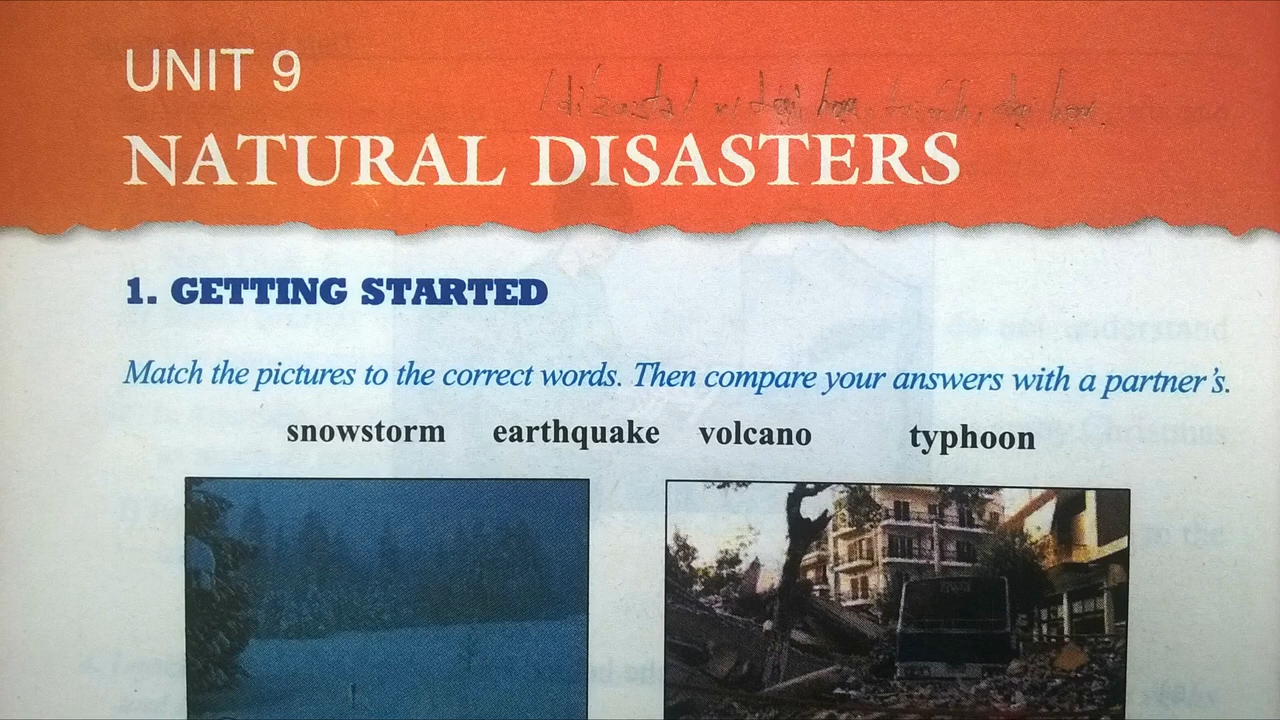 UNIT 9
NATURAL DISASTERS
1. GETTING STARTED
Match the pictures to the correct words. Then compare your answers with a partner's.
snowstorm earthquake volcano typhoon